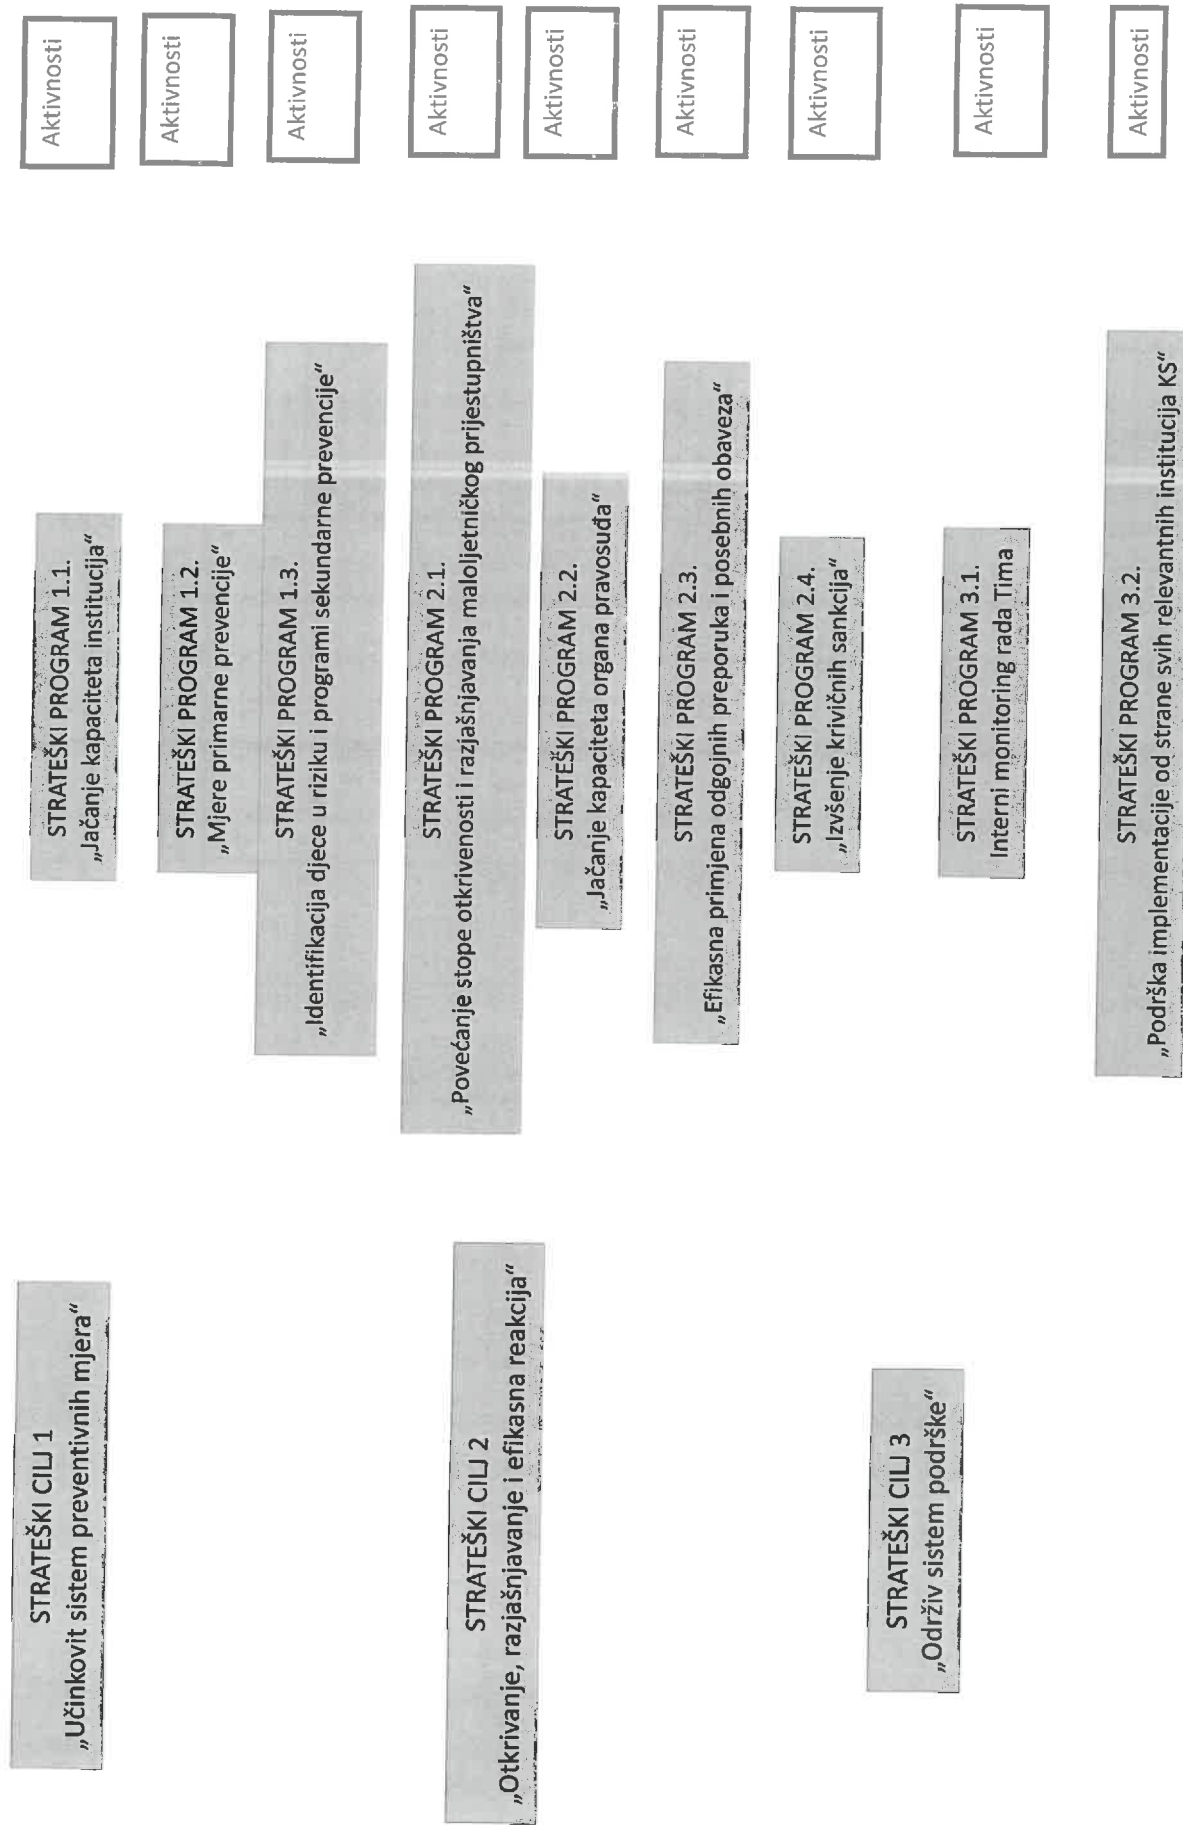 STRATEŠKI CILJ 1
„Učinkovit sistem preventivnih mjera“
STRATEŠKI PROGRAM 1.1.
„Jačanje kapaciteta institucija“
Aktivnosti
STRATEŠKI PROGRAM 1.2.
„Mjere primarne prevencije“
Aktivnosti
STRATEŠKI PROGRAM 1.3.
„Identifikacija djece u riziku i programi sekundarne prevencije“
Aktivnosti
STRATEŠKI CILJ 2
„Otkrivanje, razjašnjavanje i efikasna reakcija“
STRATEŠKI PROGRAM 2.1.
„Povećanje stope otkrivenosti i razjašnjavanja maloljetničkog prijestupništva“
Aktivnosti
STRATEŠKI PROGRAM 2.2.
„Jačanje kapaciteta organa pravosuđa“
Aktivnosti
STRATEŠKI PROGRAM 2.3.
„Efikasna primjena odgojnih preporuka i posebnih obaveza“
Aktivnosti
STRATEŠKI PROGRAM 2.4.
„Izvšenje krivičnih sankcija“
Aktivnosti
STRATEŠKI CILJ 3
„Održiv sistem podrške“
STRATEŠKI PROGRAM 3.1.
Interni monitoring rada Tima
Aktivnosti
STRATEŠKI PROGRAM 3.2.
„Podrška implementacije od strane svih relevantnih institucija KS“
Aktivnosti